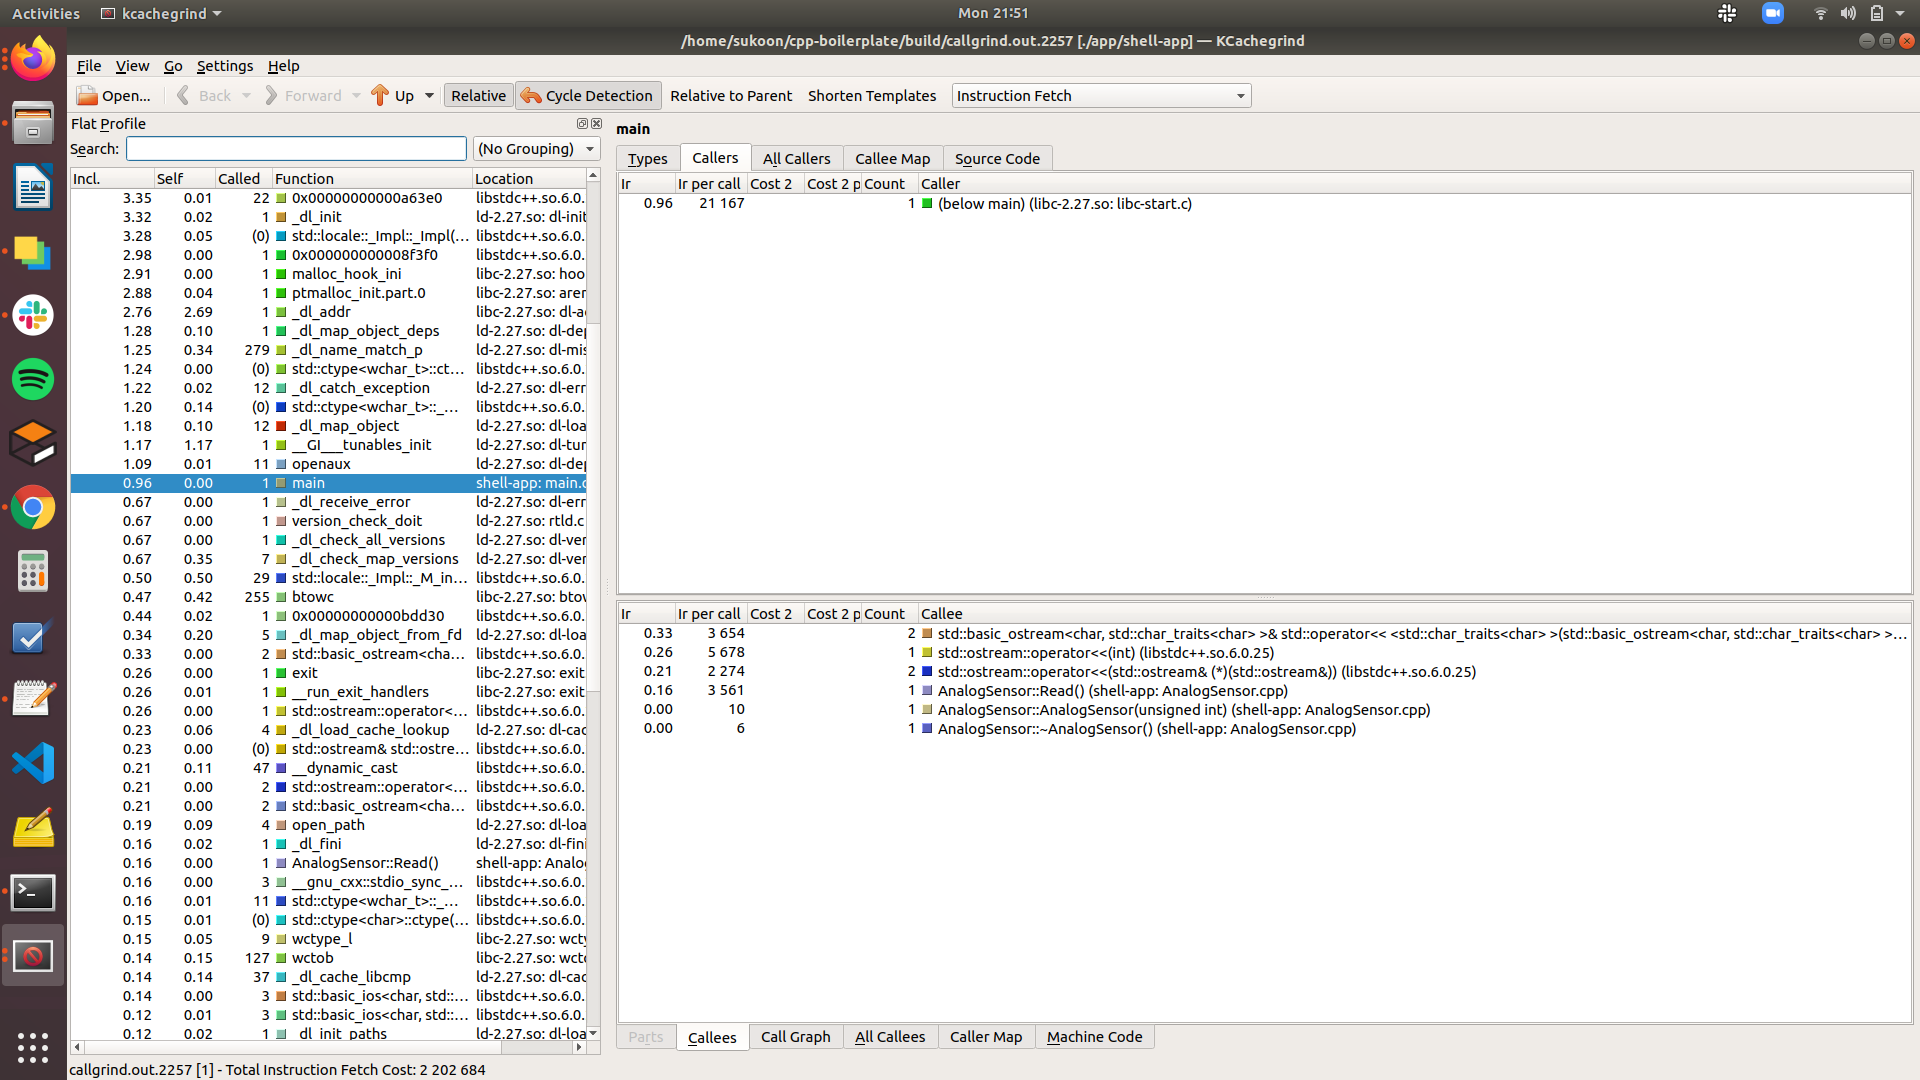 Activities kcachegrind Mon 21:51
/home/sukoon/cpp-boilerplate/build/callgrind.out.2257 [./app/shell-app] — KCachegrind
File View Go Settings Help
Open... Back Forward Up Relative Cycle Detection Relative to Parent Shorten Templates Instruction Fetch
Flat Profile
Search: (No Grouping)
Incl. Self Called Function Location
3.35 0.01 22 0x00000000000a63e0 libstdc++.so.6.0.
3.32 0.02 1 _dl_init ld-2.27.so: dl-init
3.28 0.05 (0) std::locale::_Impl::_Impl(... libstdc++.so.6.0.
2.98 0.00 1 0x000000000008f3f0 libstdc++.so.6.0.
2.91 0.00 1 malloc_hook_ini libc-2.27.so: hoo
2.88 0.04 1 ptmalloc_init.part.0 libc-2.27.so: arer
2.76 2.69 1 _dl_addr libc-2.27.so: dl-a
1.28 0.10 1 _dl_map_object_deps ld-2.27.so: dl-dep
1.25 0.34 279 _dl_name_match_p ld-2.27.so: dl-mis
1.24 0.00 (0) std::ctype<wchar_t>::ct... libstdc++.so.6.0.
1.22 0.02 12 _dl_catch_exception ld-2.27.so: dl-err
1.20 0.14 (0) std::ctype<wchar_t>::_... libstdc++.so.6.0.
1.18 0.10 12 _dl_map_object ld-2.27.so: dl-loa
1.17 1.17 1 __GI___tunables_init ld-2.27.so: dl-tur
1.09 0.01 11 openaux ld-2.27.so: dl-dep
0.96 0.00 1 main shell-app: main.c
0.67 0.00 1 _dl_receive_error ld-2.27.so: dl-err
0.67 0.00 1 version_check_doit ld-2.27.so: rtld.c
0.67 0.00 1 _dl_check_all_versions ld-2.27.so: dl-ver
0.67 0.35 7 _dl_check_map_versions ld-2.27.so: dl-ver
0.50 0.50 29 std::locale::_Impl::_M_in... libstdc++.so.6.0.
0.47 0.42 255 btowc libc-2.27.so: btov
0.44 0.02 1 0x00000000000bdd30 libstdc++.so.6.0.
0.34 0.20 5 _dl_map_object_from_fd ld-2.27.so: dl-loa
0.33 0.00 2 std::basic_ostream<cha... libstdc++.so.6.0.
0.26 0.00 1 exit libc-2.27.so: exit
0.26 0.01 1 __run_exit_handlers libc-2.27.so: exit
0.26 0.00 1 std::ostream::operator<... libstdc++.so.6.0.
0.23 0.06 4 _dl_load_cache_lookup ld-2.27.so: dl-cac
0.23 0.00 (0) std::ostream& std::ostre... libstdc++.so.6.0.
0.21 0.11 47 __dynamic_cast libstdc++.so.6.0.
0.21 0.00 2 std::ostream::operator<... libstdc++.so.6.0.
0.21 0.00 2 std::basic_ostream<cha... libstdc++.so.6.0.
0.19 0.09 4 open_path ld-2.27.so: dl-loa
0.16 0.02 1 _dl_fini ld-2.27.so: dl-fini
0.16 0.00 1 AnalogSensor::Read() shell-app: Analog
0.16 0.00 3 __gnu_cxx::stdio_sync_... libstdc++.so.6.0.
0.16 0.01 11 std::ctype<wchar_t>::_... libstdc++.so.6.0.
0.15 0.01 (0) std::ctype<char>::ctype(... libstdc++.so.6.0.
0.15 0.05 9 wctype_l libc-2.27.so: wcty
0.14 0.15 127 wctob libc-2.27.so: wcto
0.14 0.14 37 _dl_cache_libcmp ld-2.27.so: dl-cac
0.14 0.00 3 std::basic_ios<char, std::... libstdc++.so.6.0.
0.12 0.01 3 std::basic_ios<char, std::... libstdc++.so.6.0.
0.12 0.02 1 _dl_init_paths ld-2.27.so: dl-loa
callgrind.out.2257 [1] - Total Instruction Fetch Cost: 2 202 684
main
Types Callers All Callers Callee Map Source Code
Ir Ir per call Cost 2 Cost 2 p Count Caller
0.96 21 167 1 (below main) (libc-2.27.so: libc-start.c)
Ir Ir per call Cost 2 Cost 2 p Count Callee
0.33 3 654 2 std::basic_ostream<char, std::char_traits<char> >& std::operator<< <std::char_traits<char> >(std::basic_ostream<char, std::char_traits<char> >...
0.26 5 678 1 std::ostream::operator<<(int) (libstdc++.so.6.0.25)
0.21 2 274 2 std::ostream::operator<<(std::ostream& (*)(std::ostream&)) (libstdc++.so.6.0.25)
0.16 3 561 1 AnalogSensor::Read() (shell-app: AnalogSensor.cpp)
0.00 10 1 AnalogSensor::AnalogSensor(unsigned int) (shell-app: AnalogSensor.cpp)
0.00 6 1 AnalogSensor::~AnalogSensor() (shell-app: AnalogSensor.cpp)
Parts Callees Call Graph All Callees Caller Map Machine Code